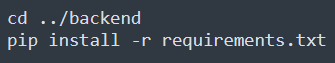 cd ../backend
pip install -r requirements.txt